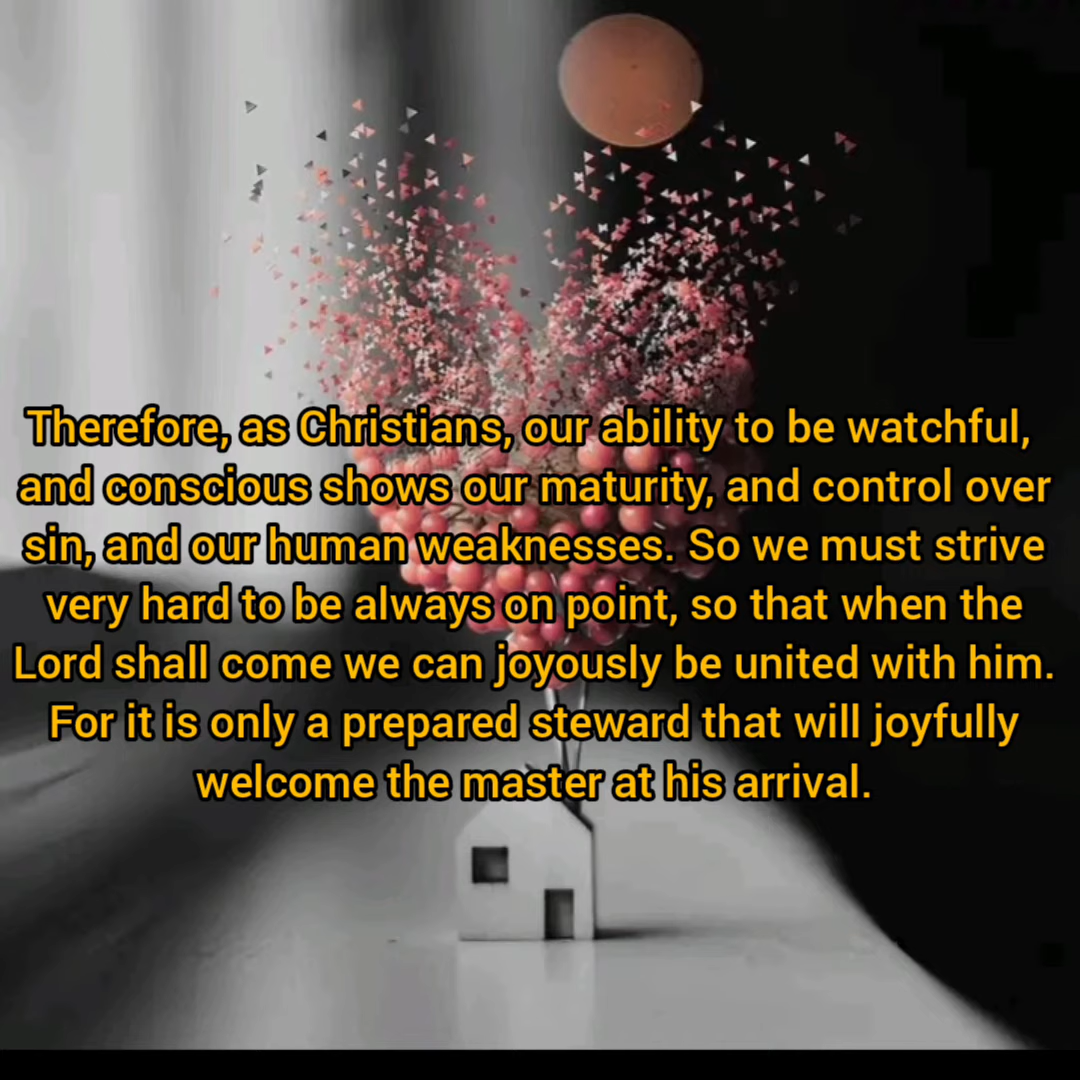 Therefore, as Christians, our ability to be watchful,
and conscious shows our maturity, and control over
sin, and our human weaknesses. So we must strive
very hard to be always on point, so that when the
Lord shall come we can joyously be united with him.
For it is only a prepared steward that will joyfully
welcome the master at his arrival.